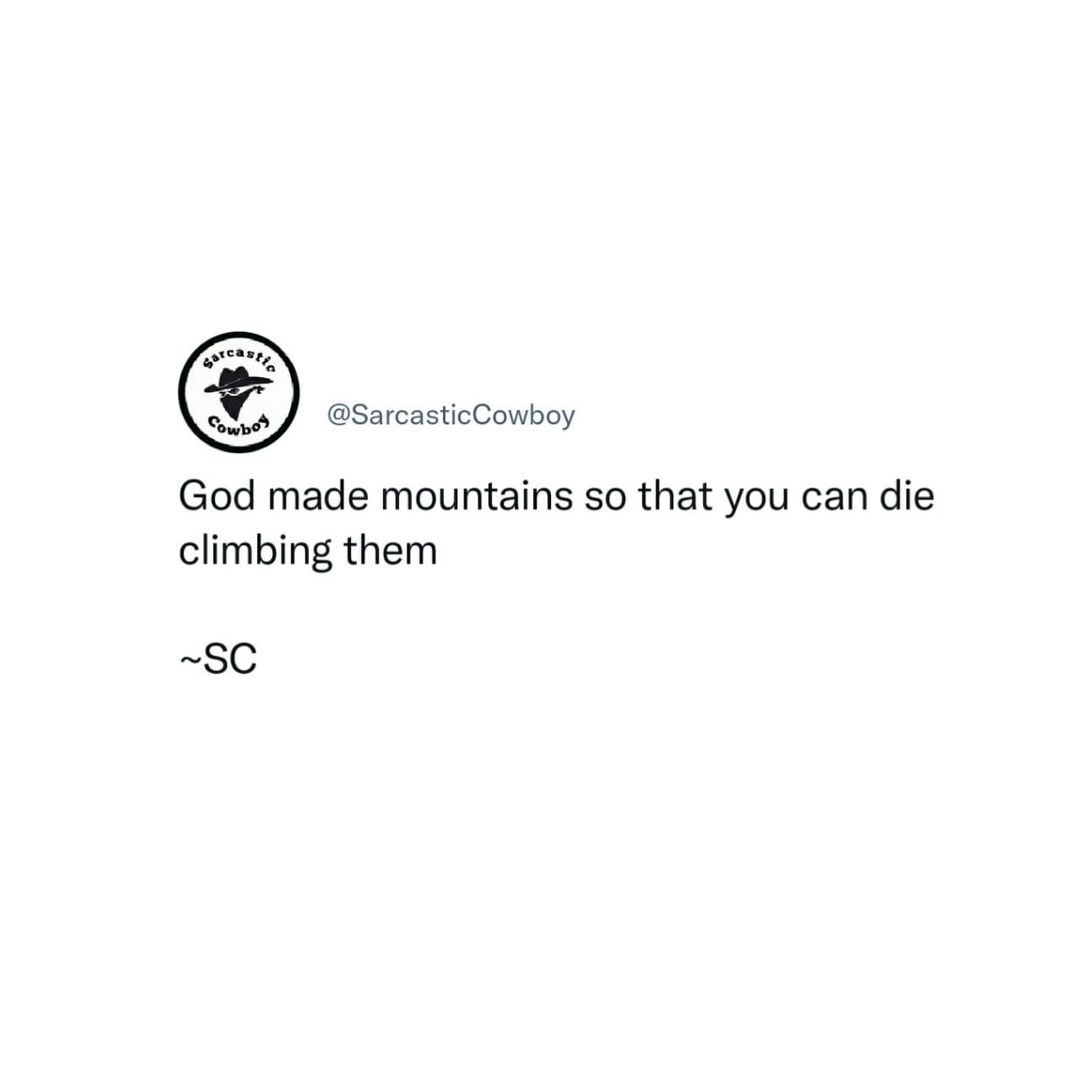 Sarcastic
Cowboy
@SarcasticCowboy
God made mountains so that you can die
climbing them
~SC